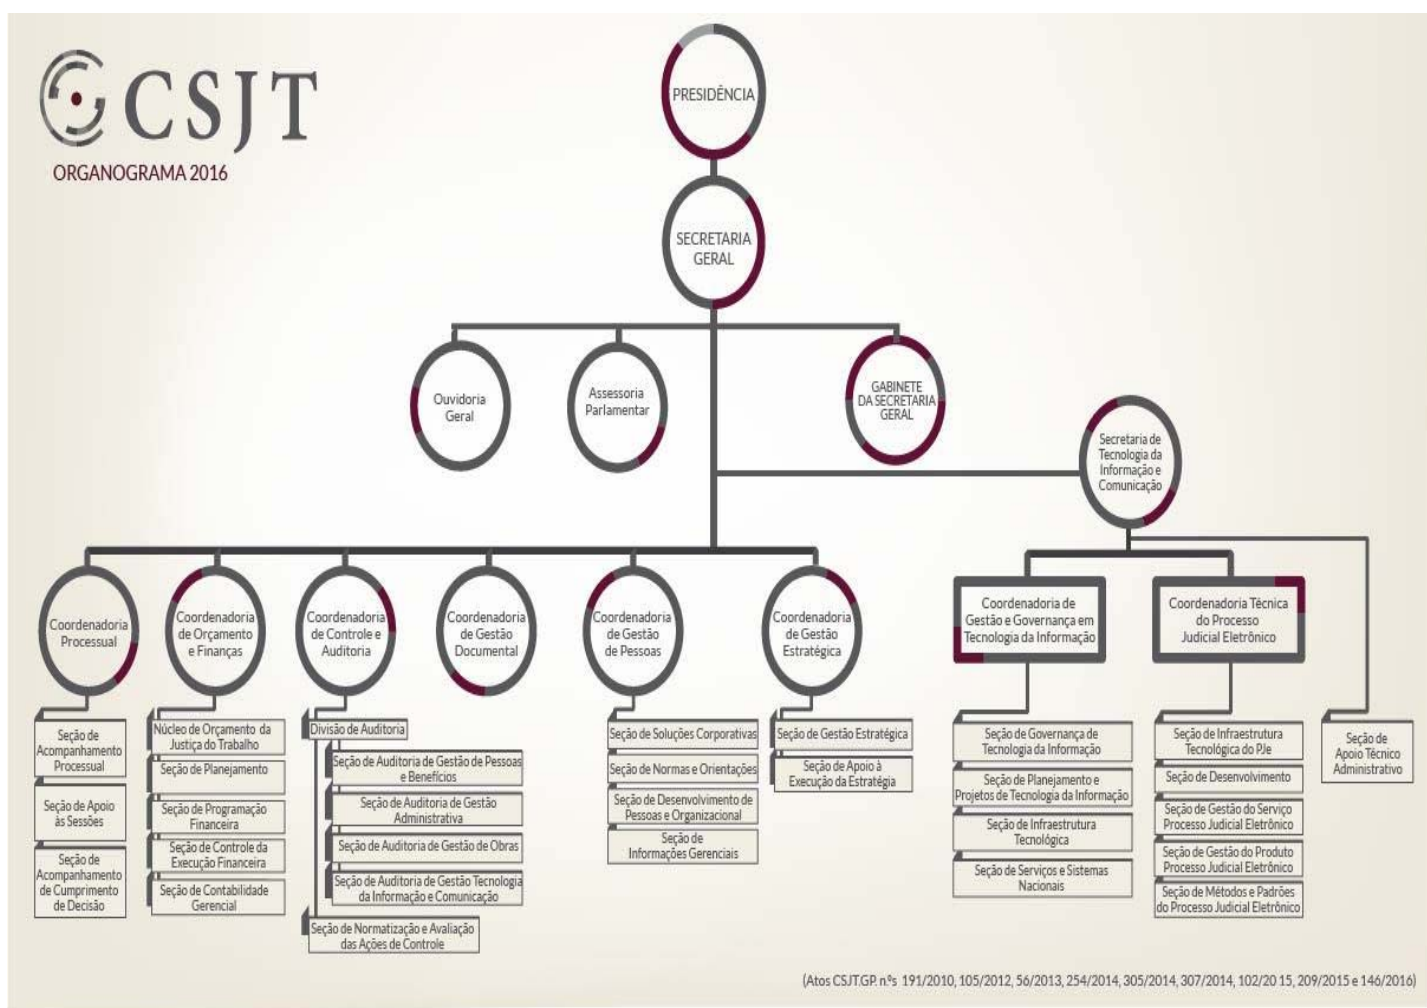 CSJT
ORGANOGRAMA 2016
PRESIDÊNCIA
SECRETARIA
GERAL
Ouvidoria
Geral
Assessoria
Parlamentar
GABINETE
DA SECRETARIA
GERAL
Secretaria de
Tecnologia da
Informação e
Comunicação
Coordenadoria
Processual
Coordenadoria
de Orçamento
e Finanças
Coordenadoria
de Controle e
Auditoria
Coordenadoria
de Gestão
Documental
Coordenadoria
de Gestão
de Pessoas
Coordenadoria
de Gestão
Estratégica
Coordenadoria de
Gestão e Governança em
Tecnologia da Informação
Coordenadoria Técnica
do Processo
Judicial Eletrônico
Seção de
Acompanhamento
Processual
Seção de Apoio
às Sessões
Seção de
Acompanhamento
de Cumprimento
de Decisão
Núcleo de Orçamento da
Justiça do Trabalho
Seção de Planejamento
Seção de Programação
Financeira
Seção de Controle da
Execução Financeira
Seção de Contabilidade
Gerencial
Divisão de Auditoria
Seção de Auditoria de Gestão de Pessoas
e Benefícios
Seção de Auditoria de Gestão
Administrativa
Seção de Auditoria de Gestão de Obras
Seção de Auditoria de Gestão Tecnologia
da Informação e Comunicação
Seção de Normatização e Avaliação
das Ações de Controle
Seção de Soluções Corporativas
Seção de Normas e Orientações
Seção de Desenvolvimento de
Pessoas e Organizacional
Seção de
Informações Gerenciais
Seção de Gestão Estratégica
Seção de Apoio à
Execução da Estratégia
Seção de Governança de
Tecnologia da Informação
Seção de Planejamento e
Projetos de Tecnologia da Informação
Seção de Infraestrutura
Tecnológica
Seção de Serviços e Sistemas
Nacionais
Seção de Infraestrutura
Tecnológica do PJe
Seção de Desenvolvimento
Seção de Gestão do Serviço
Processo Judicial Eletrônico
Seção de Gestão do Produto
Processo Judicial Eletrônico
Seção de Métodos e Padrões
do Processo Judicial Eletrônico
Seção de
Apoio Técnico
Administrativo
(Atos CSJT.GP. n.ºs 191/2010, 105/2012, 56/2013, 254/2014, 305/2014, 307/2014, 102/20 15, 209/2015 e 146/2016)